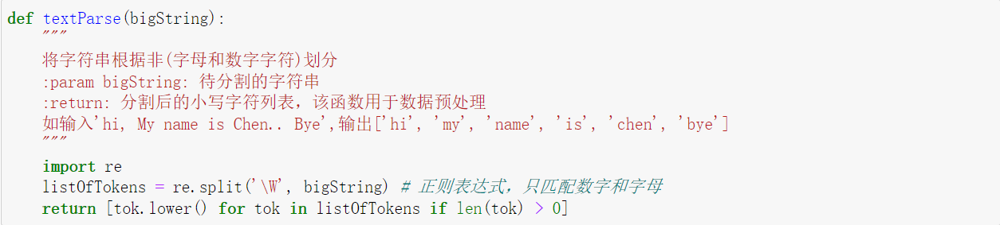 def textParse(bigString):
    """
    将字符串根据非(字母和数字字符)划分
    :param bigString: 待分割的字符串
    :return: 分割后的小写字符列表，该函数用于数据预处理
    如输入'hi, My name is Chen.. Bye',输出['hi', 'my', 'name', 'is', 'chen', 'bye']
    """
    import re
    listOfTokens = re.split('\W', bigString) # 正则表达式，只匹配数字和字母
    return [tok.lower() for tok in listOfTokens if len(tok) > 0]